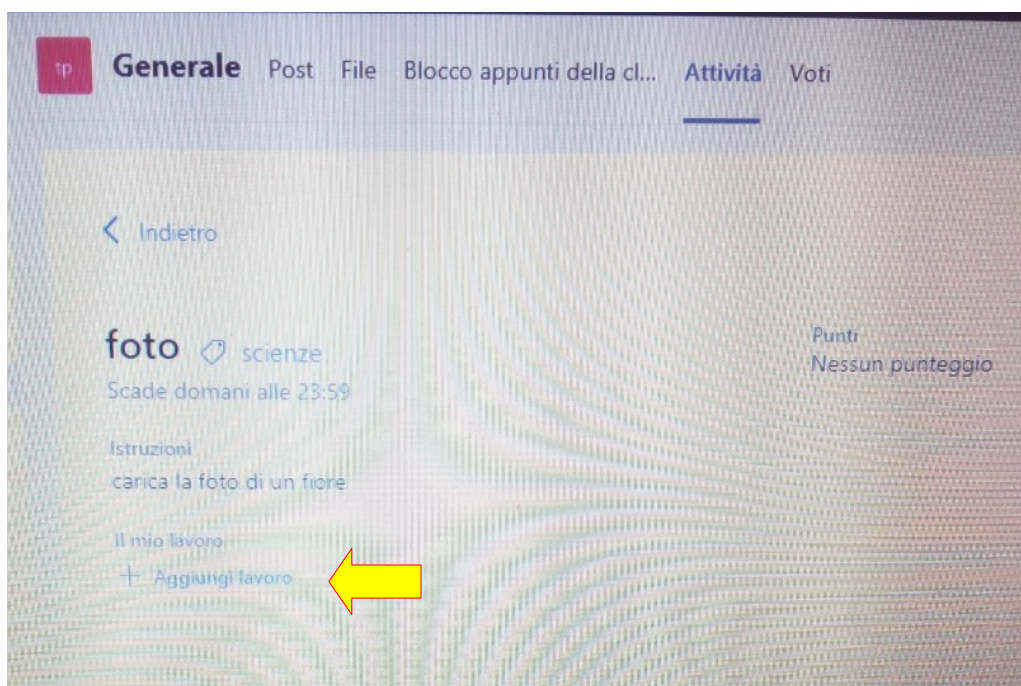 tp
Generale Post File Blocco appunti della cl... Attività Voti
Indietro
foto scienze
Scade domani alle 23:59
Punti
Nessun punteggio
Istruzioni
carica la foto di un fiore
Il mio lavoro
+ Aggiungi lavoro